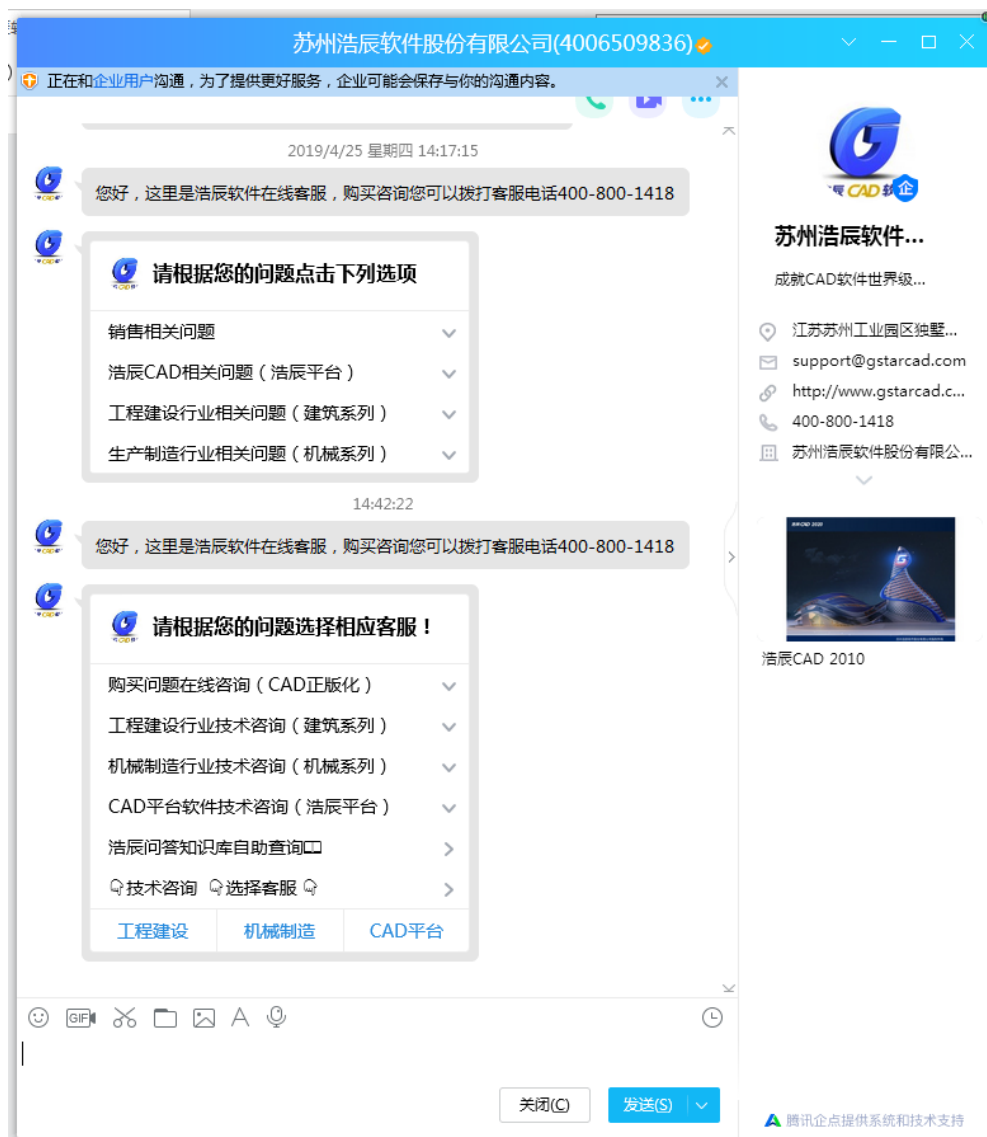 苏州浩辰软件股份有限公司(4006509836)
正在和企业用户沟通，为了提供更好服务，企业可能会保存与你的沟通内容。
2019/4/25 星期四 14:17:15
您好，这里是浩辰软件在线客服，购买咨询您可以拨打客服电话400-800-1418
请根据您的问题点击下列选项
销售相关问题
浩辰CAD相关问题（浩辰平台）
工程建设行业相关问题（建筑系列）
生产制造行业相关问题（机械系列）
14:42:22
您好，这里是浩辰软件在线客服，购买咨询您可以拨打客服电话400-800-1418
请根据您的问题选择相应客服！
购买问题在线咨询（CAD正版化）
工程建设行业技术咨询（建筑系列）
机械制造行业技术咨询（机械系列）
CAD平台软件技术咨询（浩辰平台）
浩辰问答知识库自助查询
技术咨询 选择客服
工程建设 机械制造 CAD平台
GIF
关闭(C) 发送(S)
CAD 企
苏州浩辰软件...
成就CAD软件世界级...
江苏苏州工业园区独墅...
support@gstarcad.com
http://www.gstarcad.c...
400-800-1418
苏州浩辰软件股份有限公...
浩辰CAD 2010
腾讯企点提供系统和技术支持